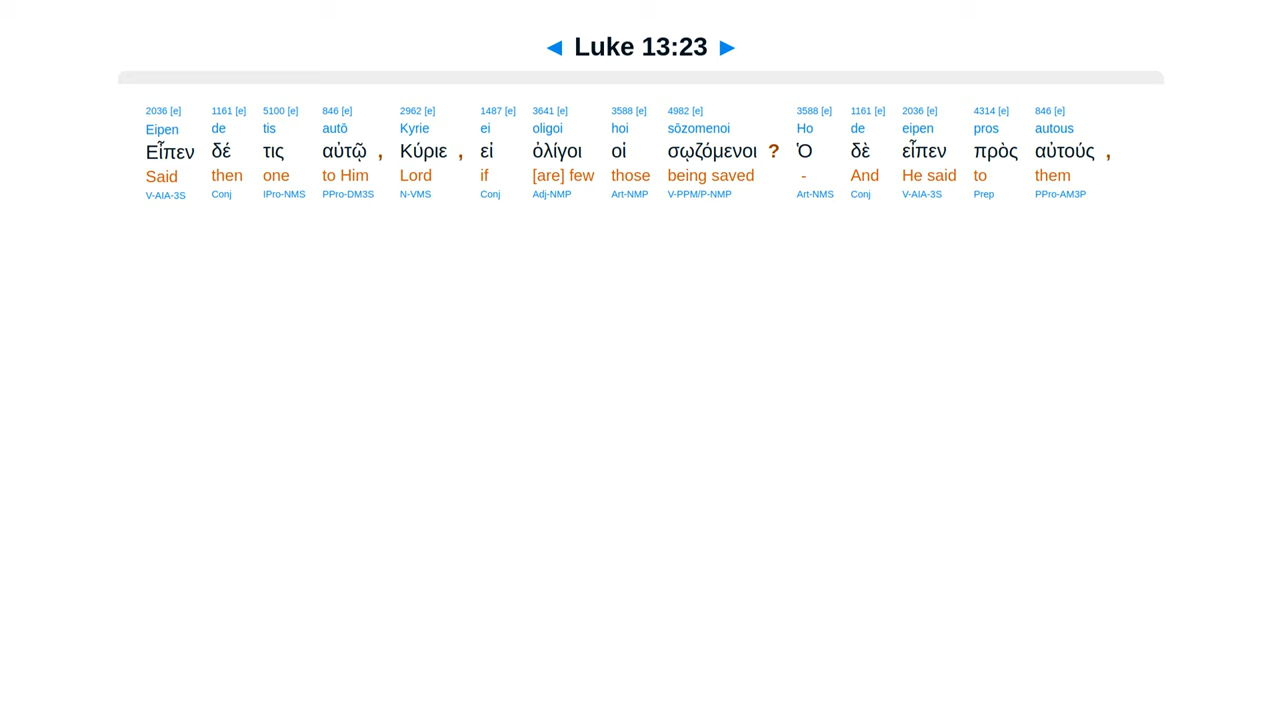 ◄ Luke 13:23 ►
2036 [e] 1161 [e] 5100 [e] 846 [e] 2962 [e] 1487 [e] 3641 [e] 3588 [e] 4982 [e] 3588 [e] 1161 [e] 2036 [e] 4314 [e] 846 [e]
Eipen de tis autō Kyrie ei oligoi hoi sōzomenoi Ho de eipen pros autous
Εἶπεν δέ τις αὐτῷ , Κύριε , εἰ ὀλίγοι οἱ σῳζόμενοι ? Ὁ δὲ εἶπεν πρὸς αὐτούς ,
Said then one to Him Lord if [are] few those being saved - And He said to them
V-AIA-3S Conj IPro-NMS PPro-DM3S N-VMS Conj Adj-NMP Art-NMP V-PPM/P-NMP Art-NMS Conj V-AIA-3S Prep PPro-AM3P